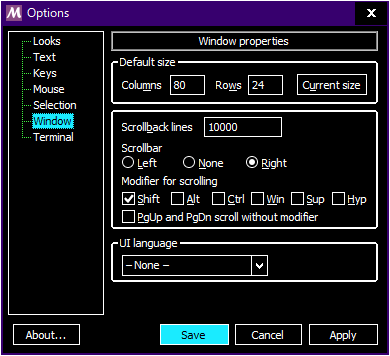 M Options X
Looks
Text
Keys
Mouse
Selection
Window
Terminal
Window properties
Default size
Columns 80 Rows 24 Current size
Scrollback lines 10000
Scrollbar
Left None Right
Modifier for scrolling
Shift Alt Ctrl Win Sup Hyp
PgUp and PgDn scroll without modifier
UI language
– None –
About... Save Cancel Apply